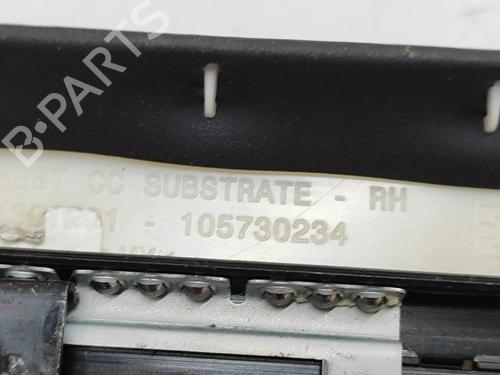 B-PARTS
CC SUBSTRATE - RH
- 105730234